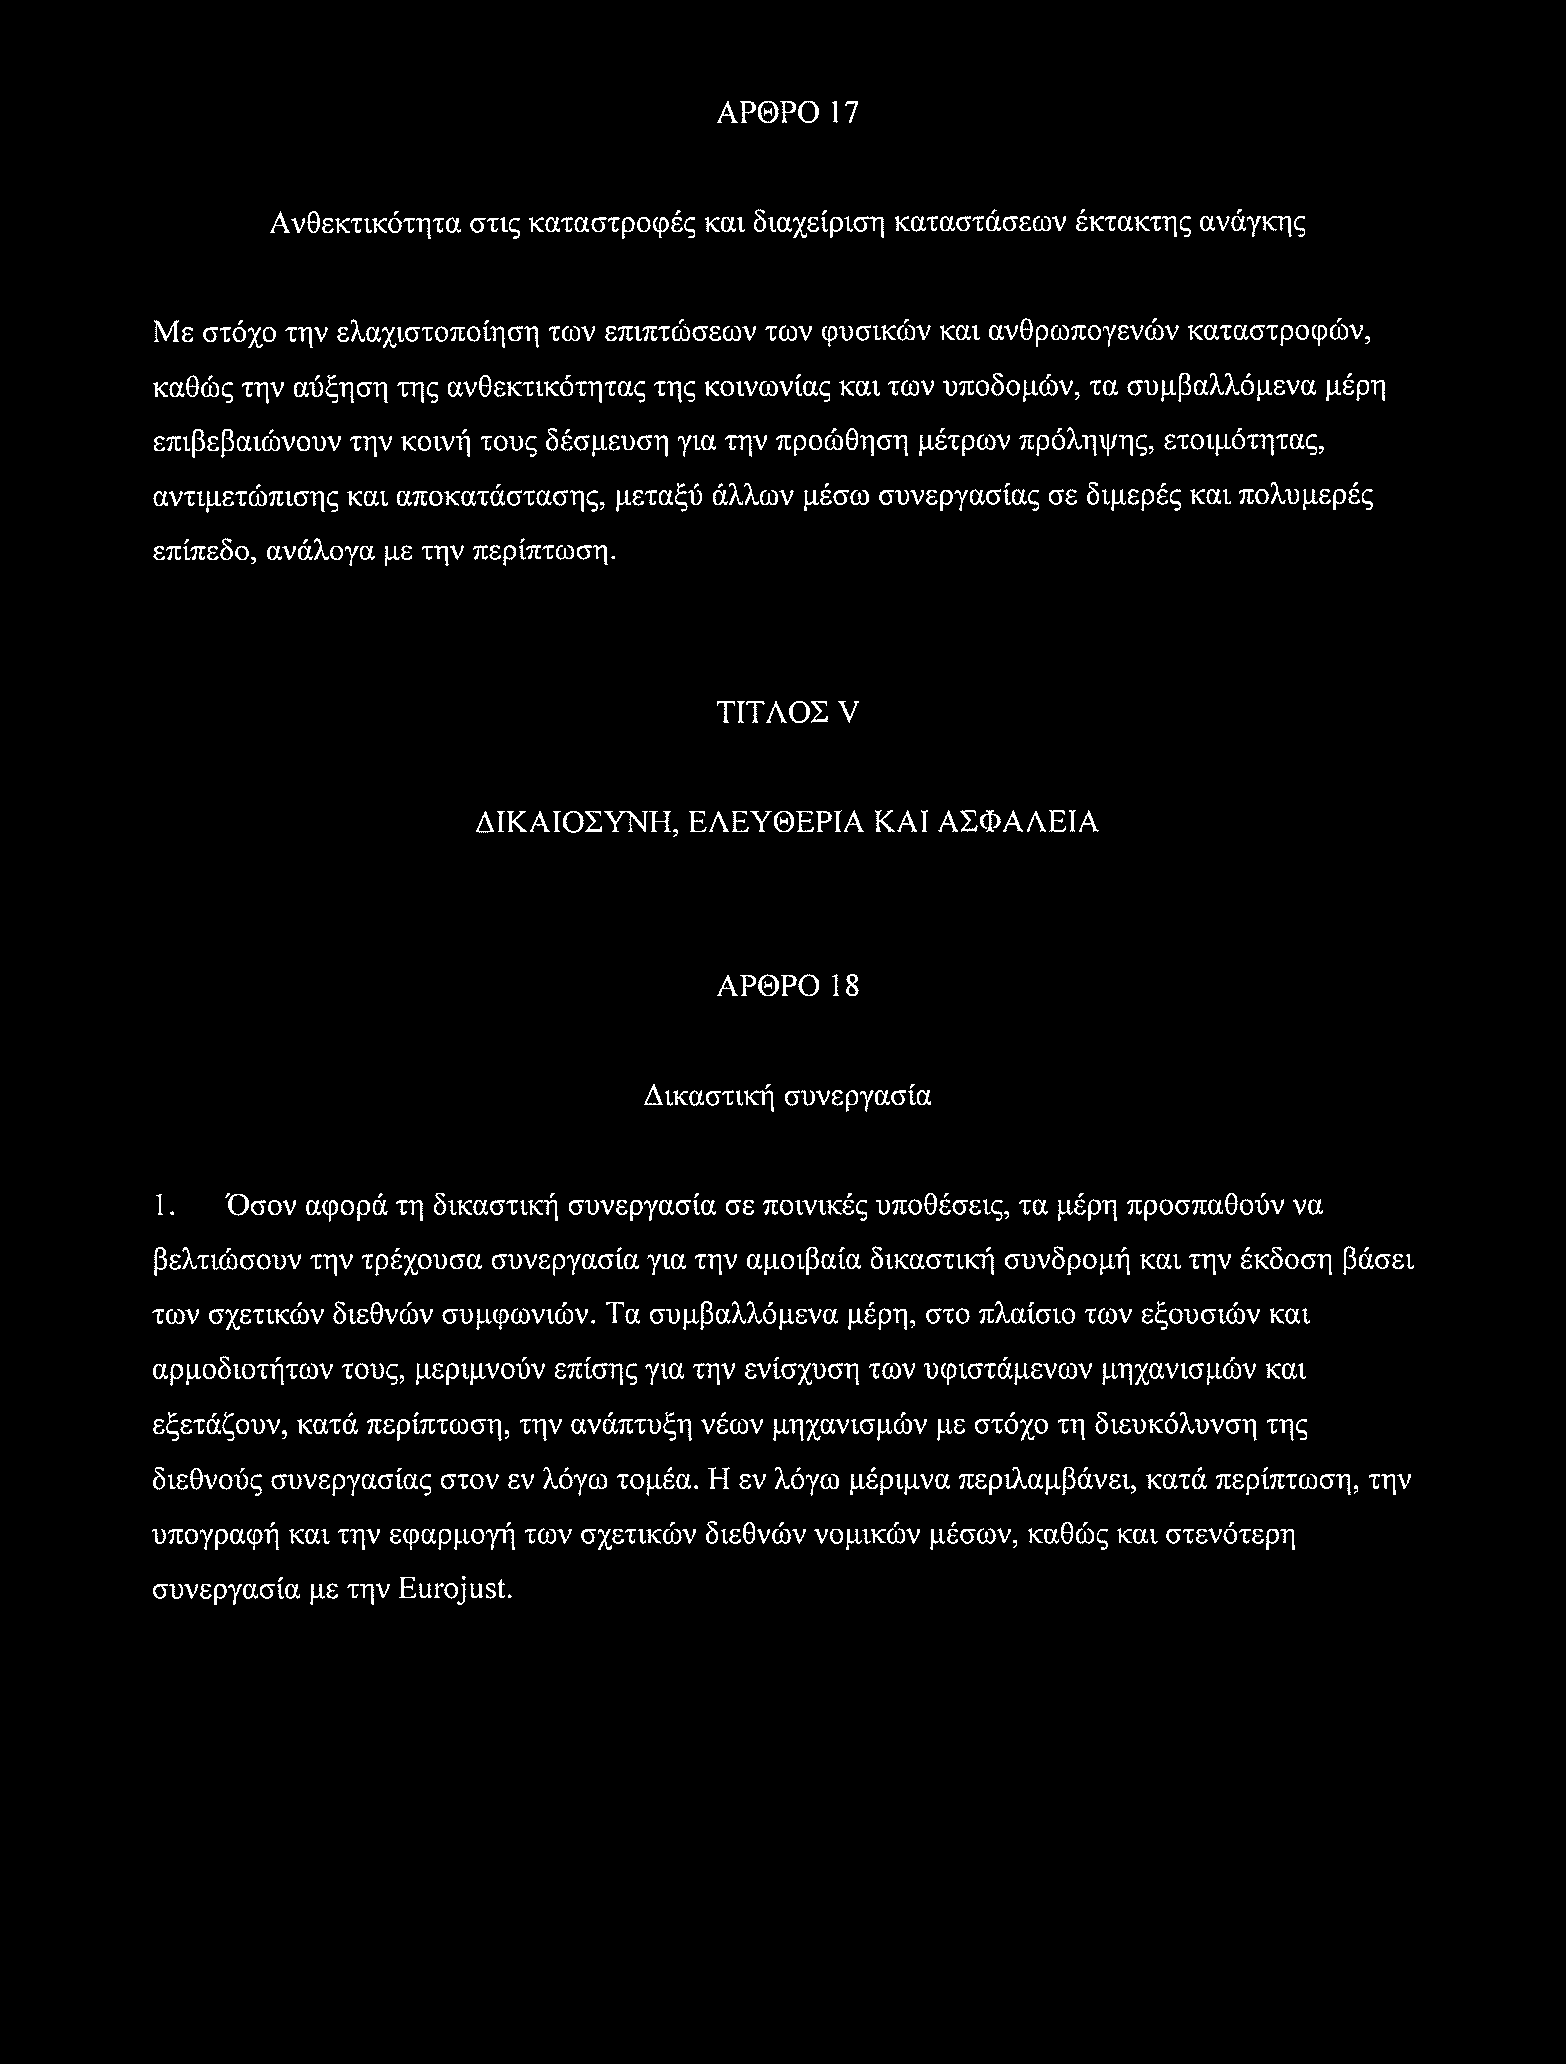 ΑΡΘΡΟ 17
Ανθεκτικότητα στις καταστροφές και διαχείριση καταστάσεων έκτακτης ανάγκης
Με στόχο την ελαχιστοποίηση των επιπτώσεων των φυσικών και ανθρωπογενών καταστροφών,
καθώς την αύξηση της ανθεκτικότητας της κοινωνίας και των υποδομών, τα συμβαλλόμενα μέρη
επιβεβαιώνουν την κοινή τους δέσμευση για την προώθηση μέτρων πρόληψης, ετοιμότητας,
αντιμετώπισης και αποκατάστασης, μεταξύ άλλων μέσω συνεργασίας σε διμερές και πολυμερές
επίπεδο, ανάλογα με την περίπτωση.
ΤΙΤΛΟΣ V
ΔΙΚΑΙΟΣΥΝΗ, ΕΛΕΥΘΕΡΙΑ ΚΑΙ ΑΣΦΑΛΕΙΑ
ΑΡΘΡΟ 18
Δικαστική συνεργασία
1. Όσον αφορά τη δικαστική συνεργασία σε ποινικές υποθέσεις, τα μέρη προσπαθούν να
βελτιώσουν την τρέχουσα συνεργασία για την αμοιβαία δικαστική συνδρομή και την έκδοση βάσει
των σχετικών διεθνών συμφωνιών. Τα συμβαλλόμενα μέρη, στο πλαίσιο των εξουσιών και
αρμοδιοτήτων τους, μεριμνούν επίσης για την ενίσχυση των υφιστάμενων μηχανισμών και
εξετάζουν, κατά περίπτωση, την ανάπτυξη νέων μηχανισμών με στόχο τη διευκόλυνση της
διεθνούς συνεργασίας στον εν λόγω τομέα. Η εν λόγω μέριμνα περιλαμβάνει, κατά περίπτωση, την
υπογραφή και την εφαρμογή των σχετικών διεθνών νομικών μέσων, καθώς και στενότερη
συνεργασία με την Eurojust.